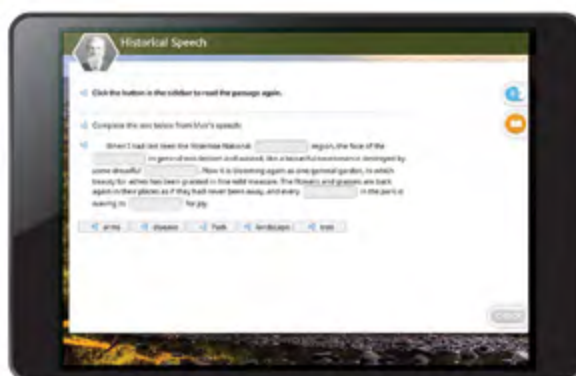 Historical Speech
Click the button in the sidebar to read the passage again.
Complete the text below from Muir's speech:
When I had last seen the Yosemite National region, the face of the
in general was broken and wasted, like a beautiful countenance destroyed by
some dreadful . Now it is blooming again as one general garden, in which
beauty for ashes has been granted in fine wild measure. The flowers and grasses are back
again in their places as if they had never been away, and every in the park is
waving its for joy.
arms disease Park landscape tree